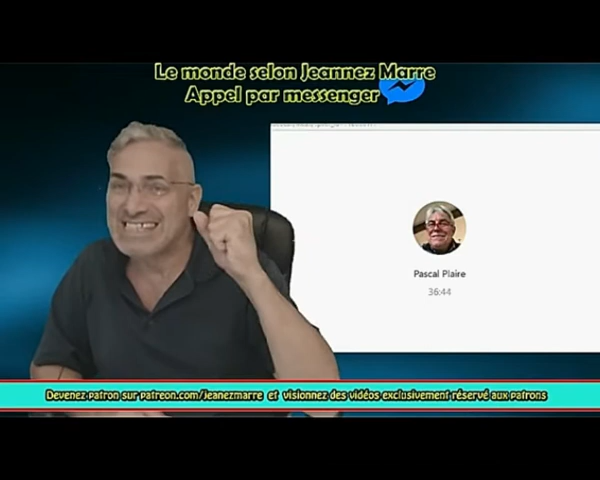 Le monde selon Jeannez Marre
Appel par messenger
Pascal Plaire
36:44
Devenez patron sur patreon.com/jeanezmarre et visionnez des vidéos exclusivement réservé aux patrons